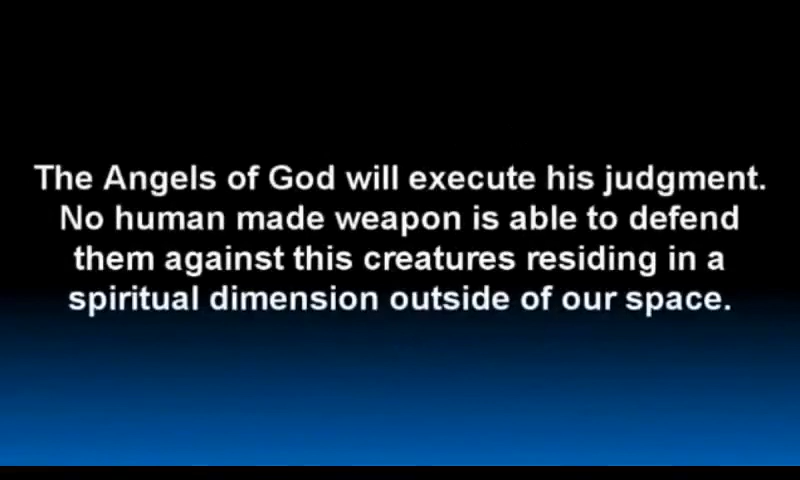 The Angels of God will execute his judgment.
No human made weapon is able to defend
them against this creatures residing in a
spiritual dimension outside of our space.